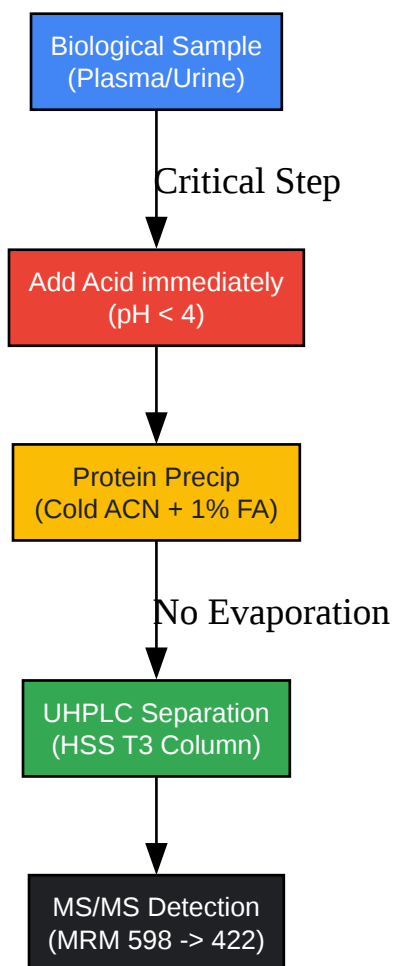 Biological Sample
(Plasma/Urine)
Critical Step
Add Acid immediately
(pH < 4)
Protein Precip
(Cold ACN + 1% FA)
No Evaporation
UHPLC Separation
(HSS T3 Column)
MS/MS Detection
(MRM 598 -> 422)